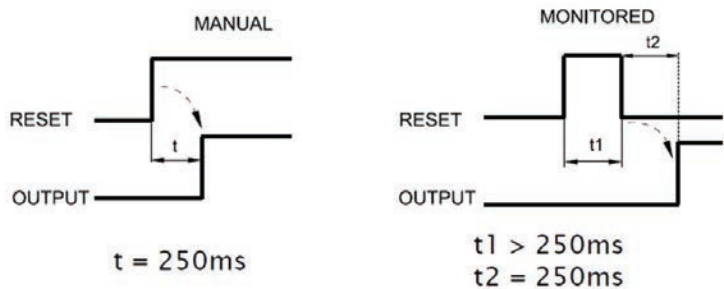 MANUAL
RESET
t
OUTPUT
t = 250ms
MONITORED
t2
RESET
t1
OUTPUT
t1 > 250ms
t2 = 250ms